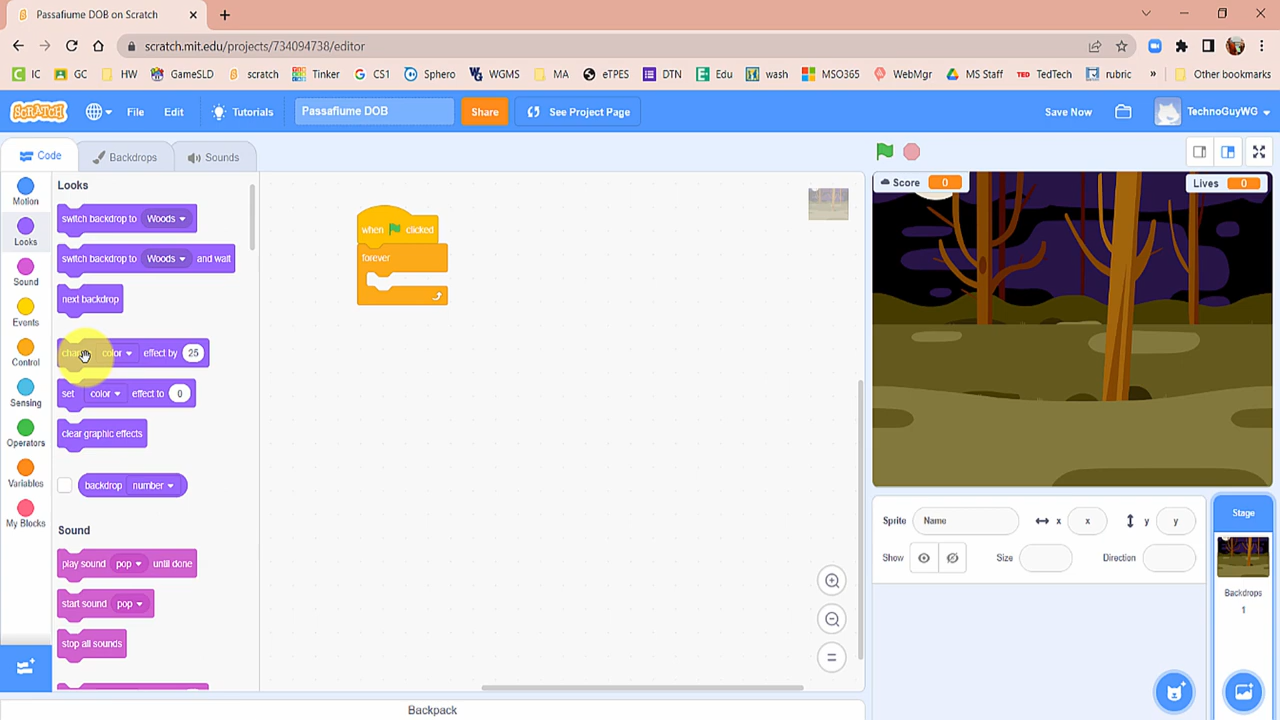 Passafiume DOB on Scratch
scratch.mit.edu/projects/734094738/editor
IC GC HW GameSLD scratch Tinker CS1 Sphero WGMS MA eTPES DTN Edu wash MSO365 WebMgr MS Staff TED TedTech rubric » Other bookmarks
SCRATCH File Edit Tutorials Passafiume DOB Share See Project Page Save Now TechnoGuyWG
Code Backdrops Sounds
Motion
Looks
Sound
Events
Control
Sensing
Operators
Variables
My Blocks
Looks
switch backdrop to Woods
switch backdrop to Woods and wait
next backdrop
color effect by 25
set color effect to 0
clear graphic effects
backdrop number
Sound
play sound pop until done
start sound pop
stop all sounds
when clicked
forever
Score 0 Lives 0
Sprite Name x x y y
Show Size Direction
Stage
Backdrops
1
Backpack